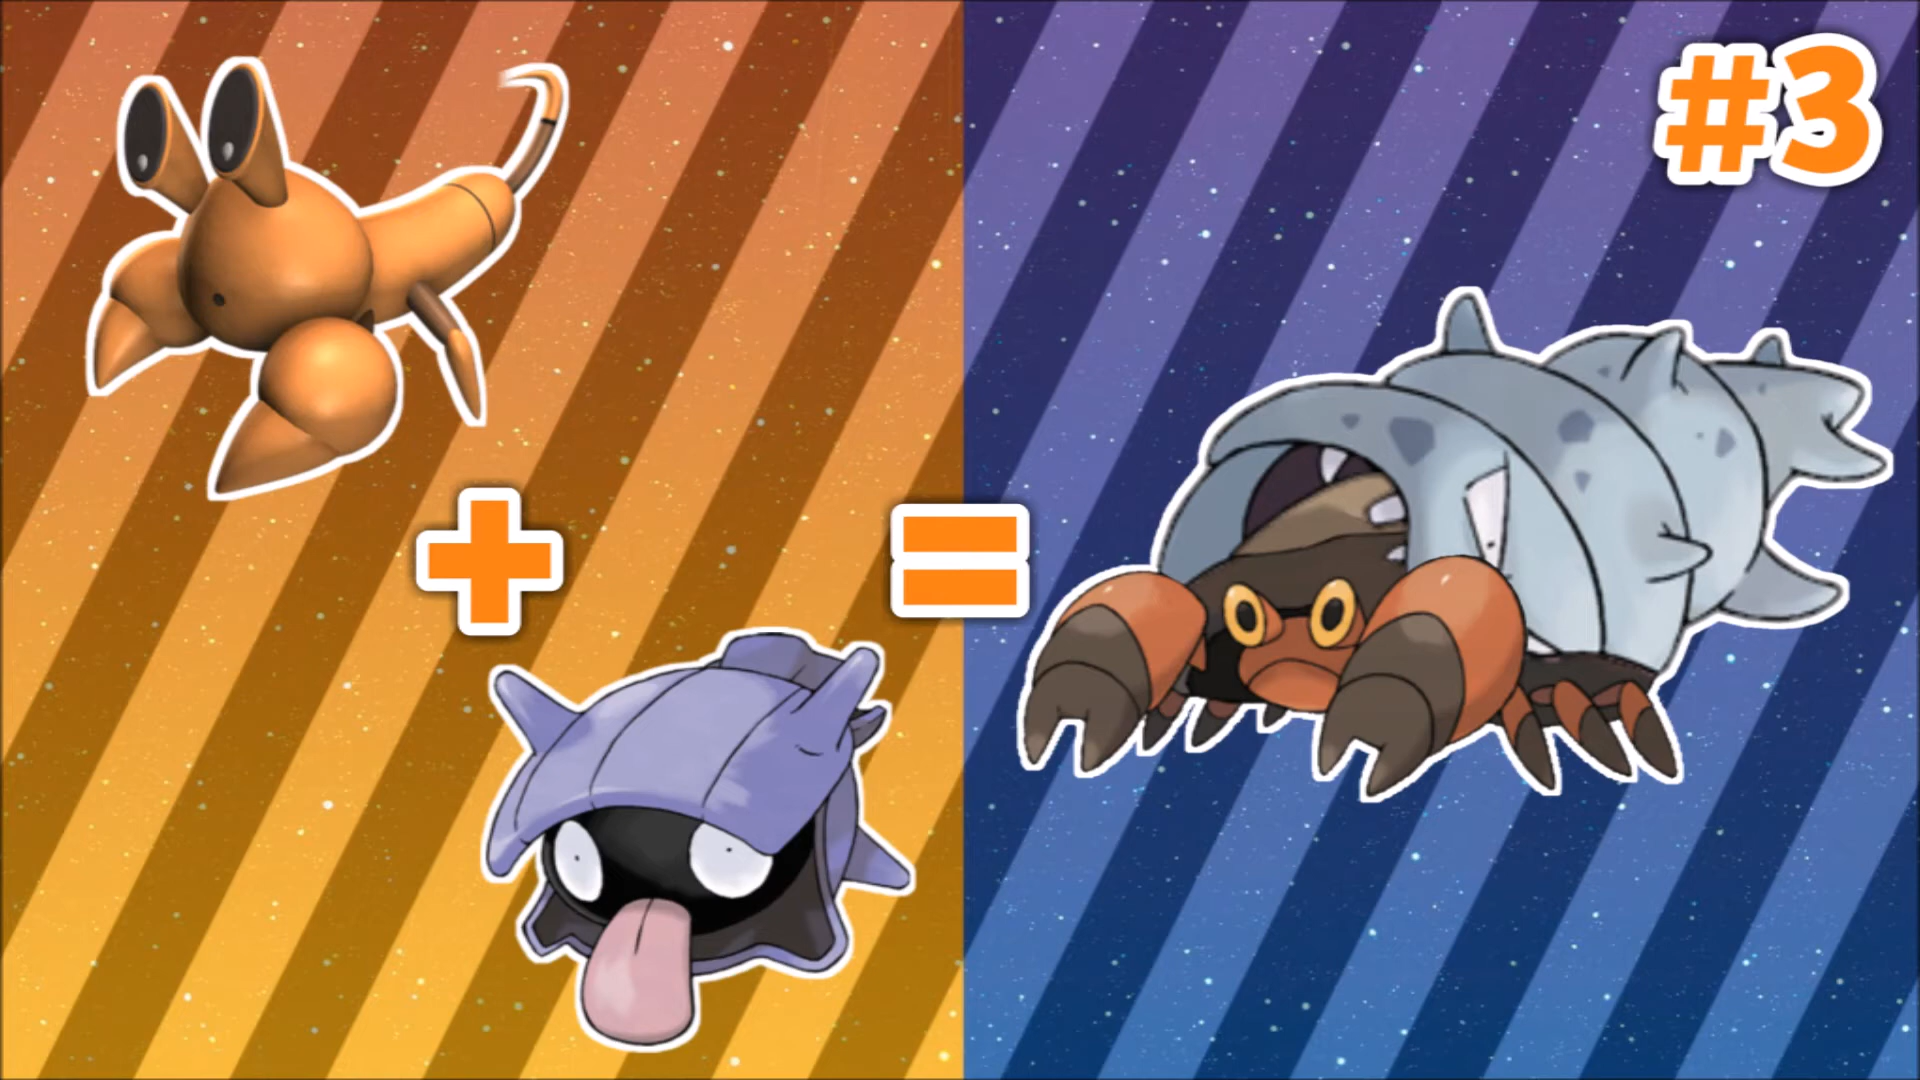 #3
+
=